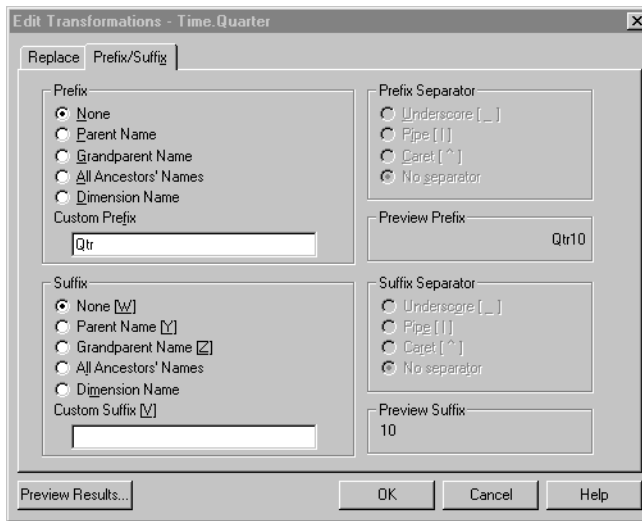 Edit Transformations - Time.Quarter
Replace
Prefix/Suffix
Prefix
None
Parent Name
Grandparent Name
All Ancestors' Names
Dimension Name
Custom Prefix
Qtr
Prefix Separator
Underscore [ _ ]
Pipe [ | ]
Caret [ ^ ]
No separator
Preview Prefix
Qtr10
Suffix
None [W]
Parent Name [Y]
Grandparent Name [Z]
All Ancestors' Names
Dimension Name
Custom Suffix [V]
Suffix Separator
Underscore [ _ ]
Pipe [ | ]
Caret [ ^ ]
No separator
Preview Suffix
10
Preview Results...
OK
Cancel
Help